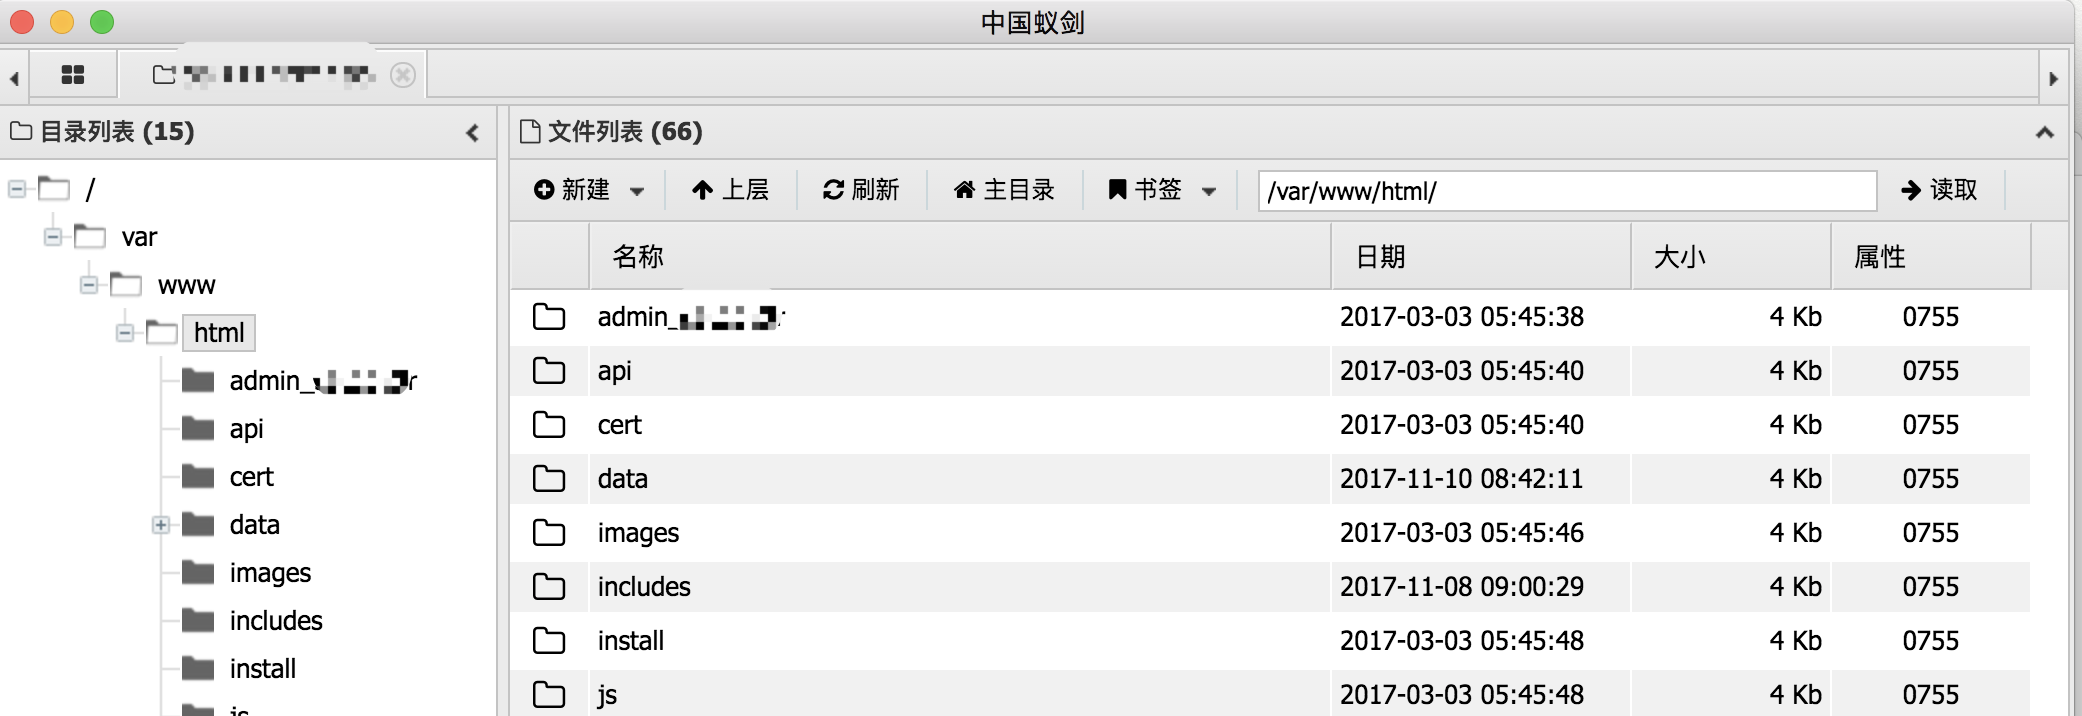 中国蚁剑
目录列表 (15)
/
var
www
html
admin_
api
cert
data
images
includes
install
js
文件列表 (66)
新建 上层 刷新 主目录 书签 /var/www/html/ 读取
名称 日期 大小 属性
admin_ 2017-03-03 05:45:38 4 Kb 0755
api 2017-03-03 05:45:40 4 Kb 0755
cert 2017-03-03 05:45:40 4 Kb 0755
data 2017-11-10 08:42:11 4 Kb 0755
images 2017-03-03 05:45:46 4 Kb 0755
includes 2017-11-08 09:00:29 4 Kb 0755
install 2017-03-03 05:45:48 4 Kb 0755
js 2017-03-03 05:45:48 4 Kb 0755